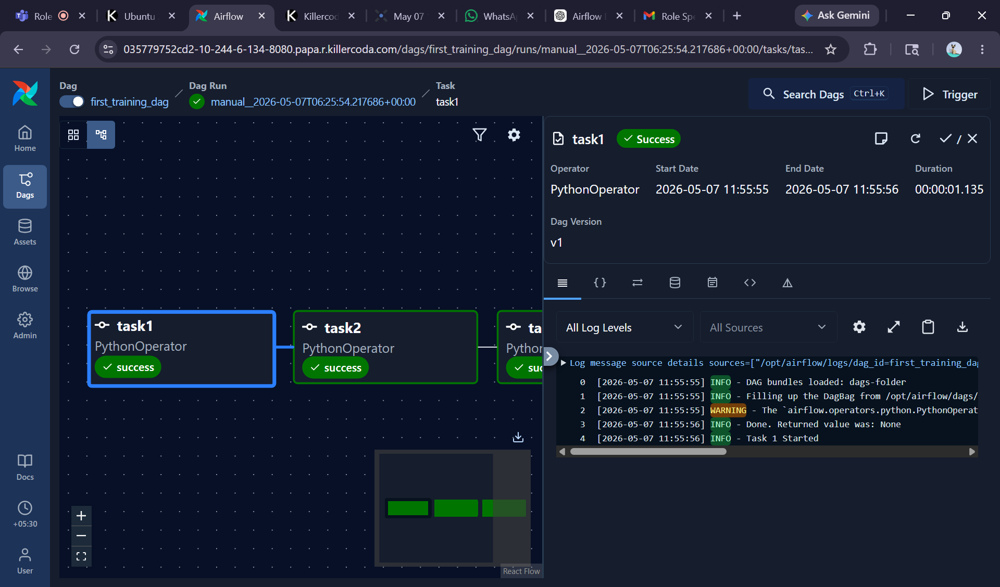 Role
Ubuntu
Airflow
Killercod
May 07
WhatsA
Airflow
Role Spe
Ask Gemini
035779752cd2-10-244-6-134-8080.papa.r.killercoda.com/dags/first_training_dag/runs/manual__2026-05-07T06:25:54.217686+00:00/tasks/tas...
Dag
first_training_dag
Dag Run
manual__2026-05-07T06:25:54.217686+00:00
Task
task1
Search Dags Ctrl+K
Trigger
Home
Dags
Assets
Browse
Admin
Docs
+05:30
User
task1
PythonOperator
success
task2
PythonOperator
success
ta
Python
suc
React Flow
task1 Success
/
Operator Start Date End Date Duration
PythonOperator 2026-05-07 11:55:55 2026-05-07 11:55:56 00:00:01.135
Dag Version
v1
All Log Levels
All Sources
Log message source details sources=["/opt/airflow/logs/dag_id=first_training_dag
0 [2026-05-07 11:55:55] INFO - DAG bundles loaded: dags-folder
1 [2026-05-07 11:55:55] INFO - Filling up the DagBag from /opt/airflow/dags/
2 [2026-05-07 11:55:55] WARNING - The `airflow.operators.python.PythonOperat
3 [2026-05-07 11:55:56] INFO - Done. Returned value was: None
4 [2026-05-07 11:55:56] INFO - Task 1 Started